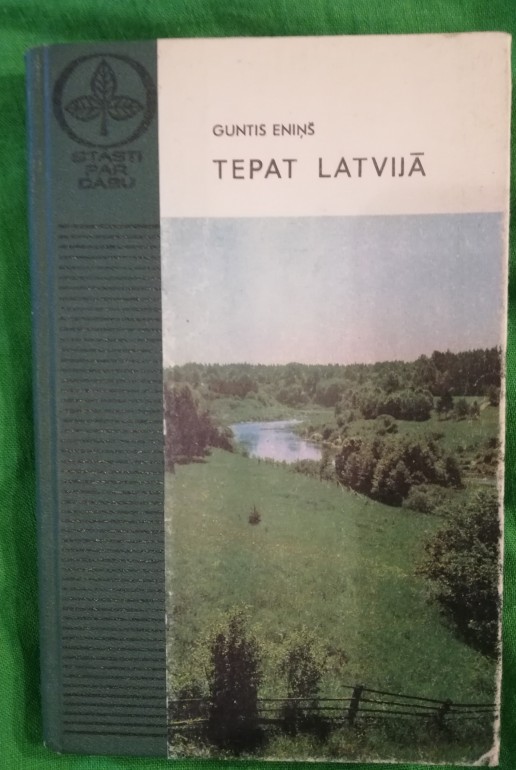 GUNTIS ENIŅŠ
TEPAT LATVIJĀ
STĀSTI
PAR
DABU